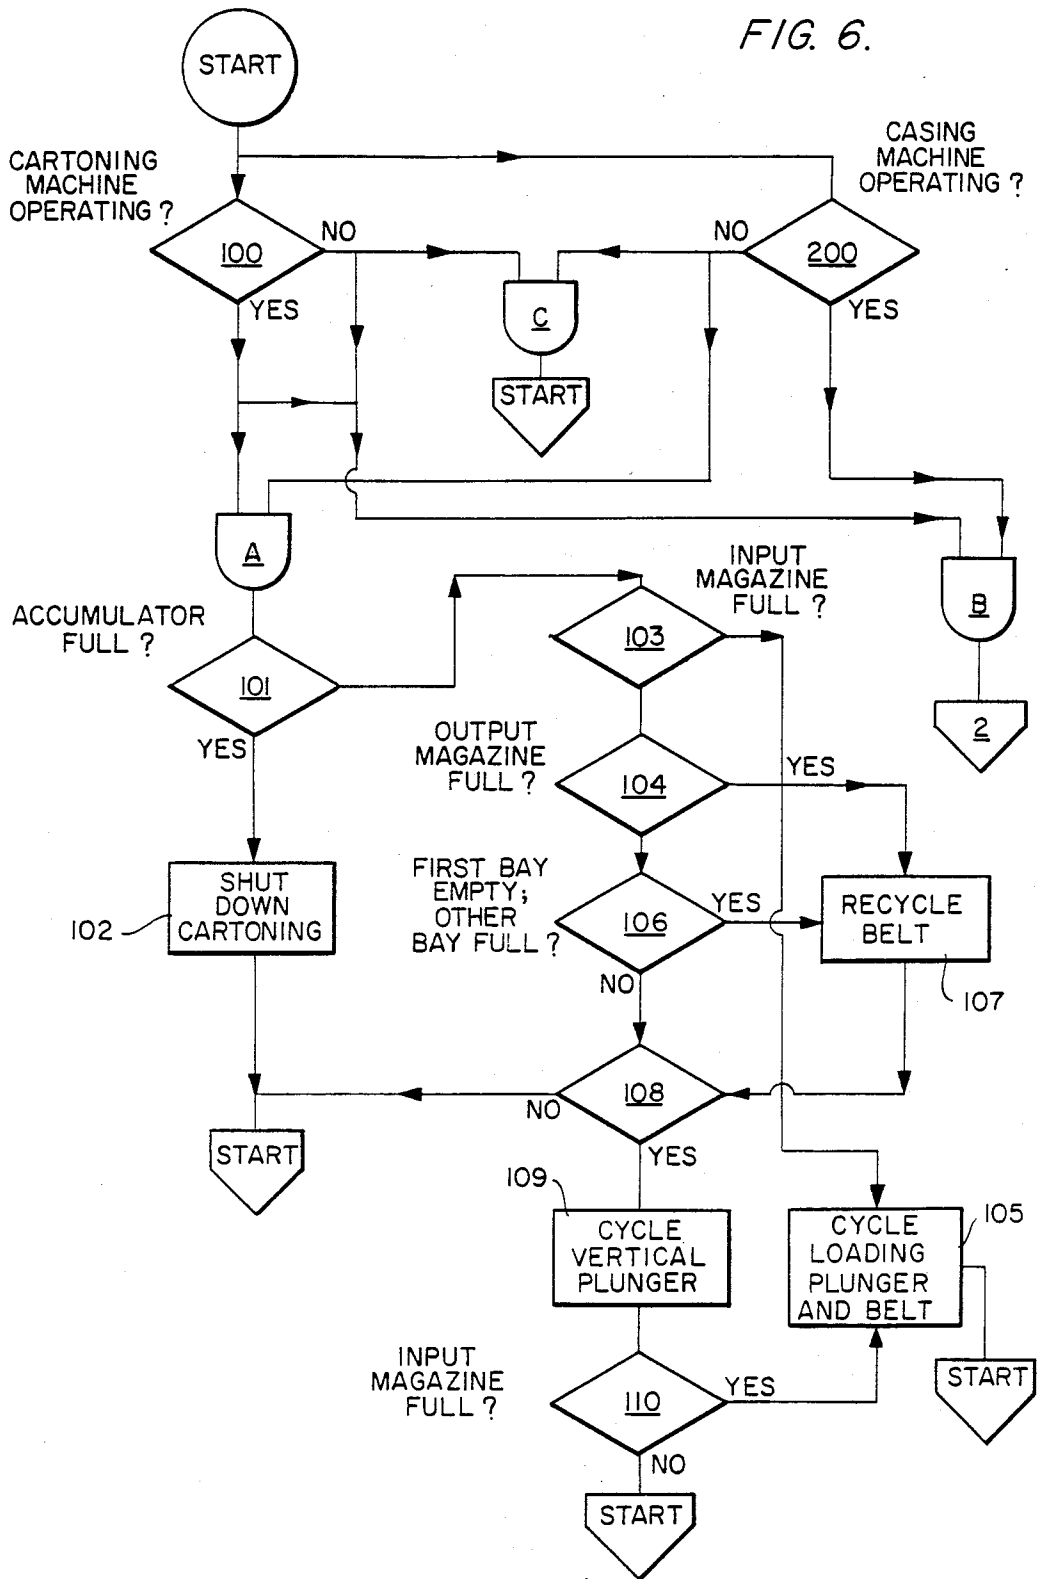 FIG. 6.
START
CARTONING
MACHINE
OPERATING?
CASING
MACHINE
OPERATING?
100
NO
YES
NO
200
YES
C
START
A
B
2
ACCUMULATOR
FULL?
101
YES
INPUT
MAGAZINE
FULL?
103
OUTPUT
MAGAZINE
FULL?
104
YES
SHUT
DOWN
CARTONING
102
FIRST BAY
EMPTY;
OTHER
BAY FULL?
106
YES
NO
RECYCLE
BELT
107
108
NO
YES
START
109
CYCLE
VERTICAL
PLUNGER
CYCLE
LOADING
PLUNGER
AND BELT
105
START
INPUT
MAGAZINE
FULL?
110
YES
NO
START